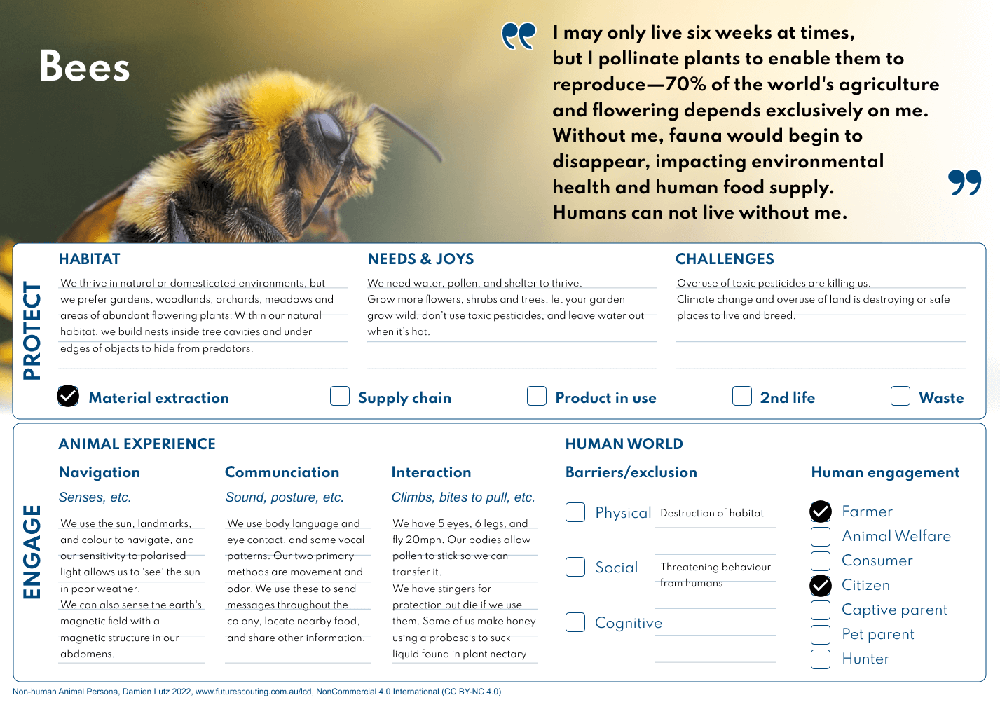 Bees
“
I may only live six weeks at times,
but I pollinate plants to enable them to
reproduce—70% of the world's agriculture
and flowering depends exclusively on me.
Without me, fauna would begin to
disappear, impacting environmental
health and human food supply.
Humans can not live without me.
”
PROTECT
HABITAT
We thrive in natural or domesticated environments, but
we prefer gardens, woodlands, orchards, meadows and
areas of abundant flowering plants. Within our natural
habitat, we build nests inside tree cavities and under
edges of objects to hide from predators.
NEEDS & JOYS
We need water, pollen, and shelter to thrive.
Grow more flowers, shrubs and trees, let your garden
grow wild, don't use toxic pesticides, and leave water out
when it's hot.
CHALLENGES
Overuse of toxic pesticides are killing us.
Climate change and overuse of land is destroying or safe
places to live and breed.
Material extraction
Supply chain
Product in use
2nd life
Waste
ENGAGE
ANIMAL EXPERIENCE
Navigation
Senses, etc.
We use the sun, landmarks,
and colour to navigate, and
our sensitivity to polarised
light allows us to 'see' the sun
in poor weather.
We can also sense the earth's
magnetic field with a
magnetic structure in our
abdomens.
Communciation
Sound, posture, etc.
We use body language and
eye contact, and some vocal
patterns. Our two primary
methods are movement and
odor. We use these to send
messages throughout the
colony, locate nearby food,
and share other information.
Interaction
Climbs, bites to pull, etc.
We have 5 eyes, 6 legs, and
fly 20mph. Our bodies allow
pollen to stick so we can
transfer it.
We have stingers for
protection but die if we use
them. Some of us make honey
using a proboscis to suck
liquid found in plant nectary
HUMAN WORLD
Barriers/exclusion
Physical
Destruction of habitat
Social
Threatening behaviour
from humans
Cognitive
Human engagement
Farmer
Animal Welfare
Consumer
Citizen
Captive parent
Pet parent
Hunter
Non-human Animal Persona, Damien Lutz 2022, www.futurescouting.com.au/lcd, NonCommercial 4.0 International (CC BY-NC 4.0)